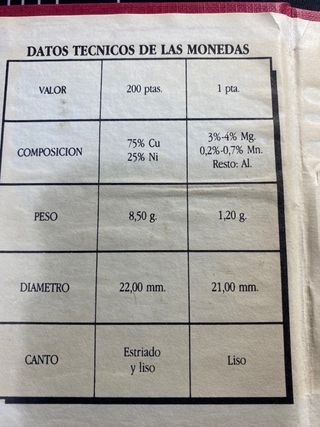 DATOS TECNICOS DE LAS MONEDAS
VALOR 200 ptas. 1 pta.
COMPOSICION 75% Cu 25% Ni 3%-4% Mg. 0,2%-0,7% Mn. Resto: Al.
PESO 8,50 g. 1,20 g.
DIAMETRO 22,00 mm. 21,00 mm.
CANTO Estriado y liso Liso